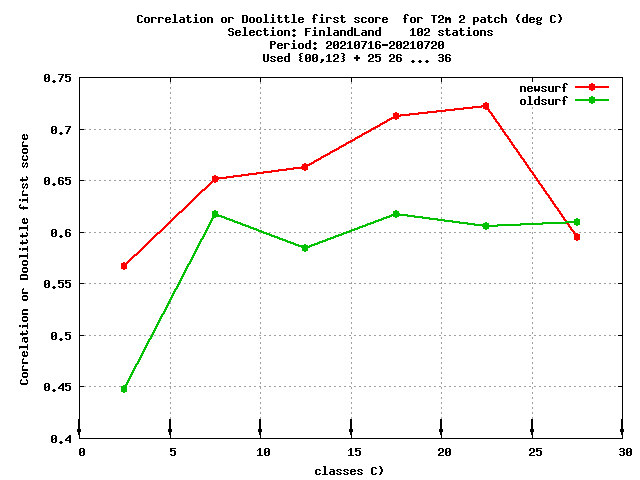 Correlation or Doolittle first score  for T2m 2 patch (deg C)
Selection: FinlandLand    102 stations
Period: 20210716-20210720
Used {00,12} + 25 26 ... 36
newsurf
oldsurf
0.75
0.7
0.65
0.6
0.55
0.5
0.45
0.4
Correlation or Doolittle first score
0 5 10 15 20 25 30
classes C)